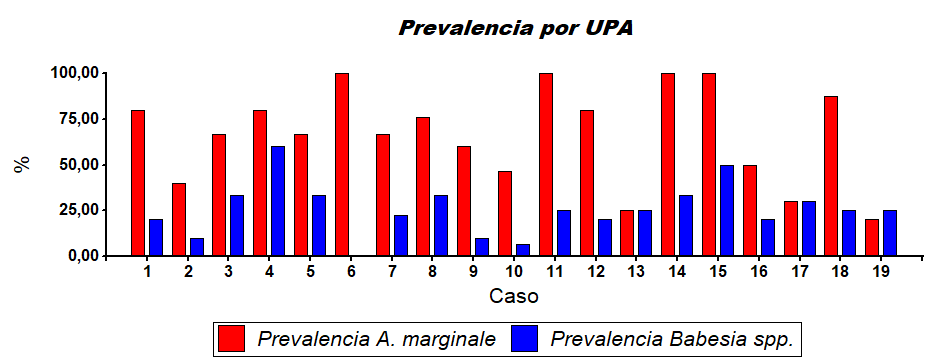 Prevalencia por UPA
100,00
75,00
50,00
25,00
0,00
%
1 2 3 4 5 6 7 8 9 10 11 12 13 14 15 16 17 18 19
Caso
Prevalencia A. marginale Prevalencia Babesia spp.